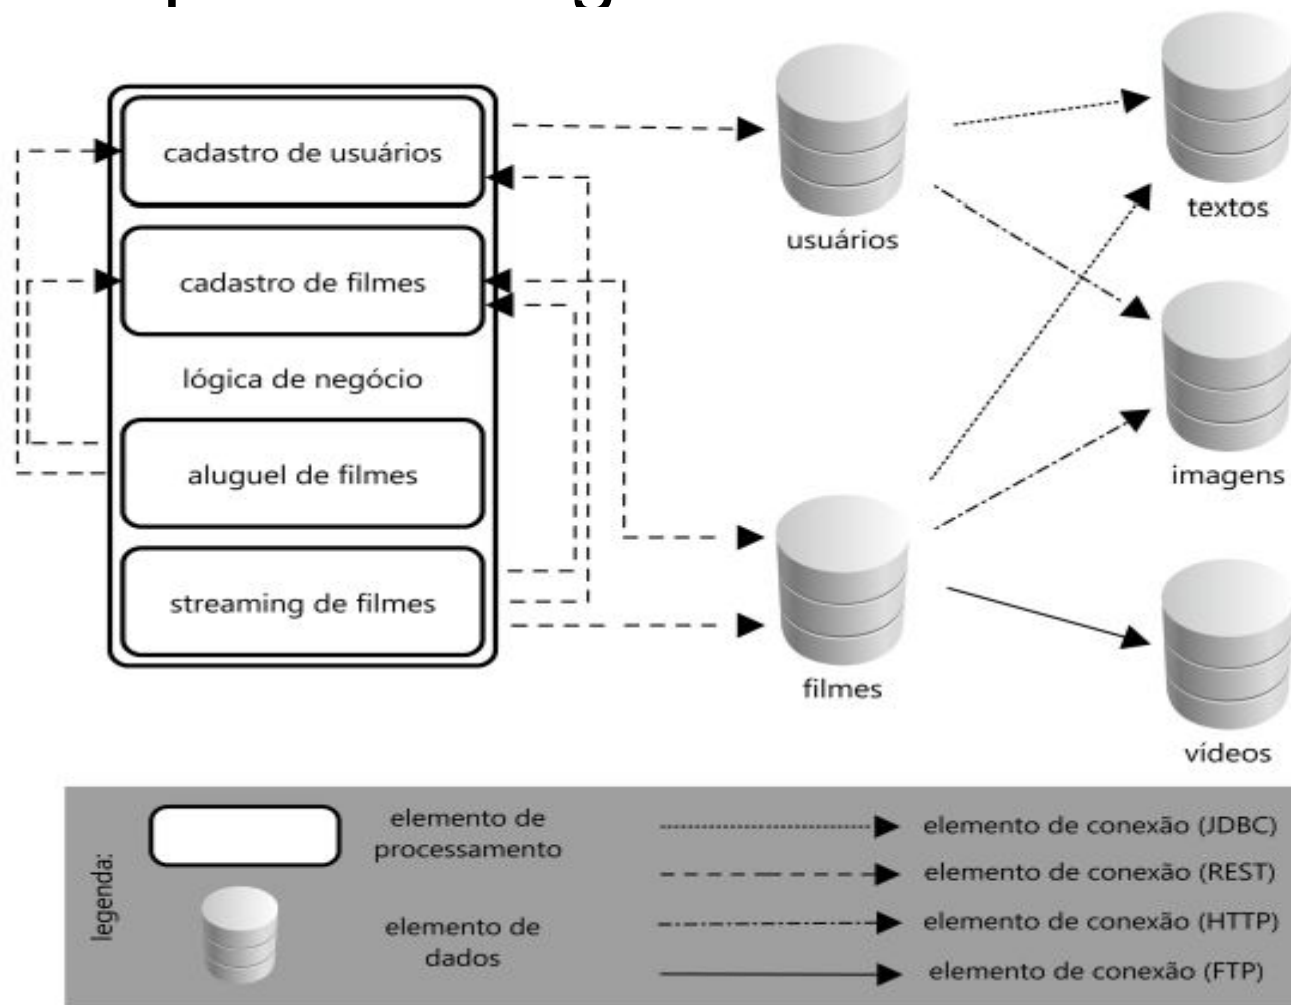 cadastro de usuários
cadastro de filmes
lógica de negócio
aluguel de filmes
streaming de filmes
usuários
filmes
textos
imagens
vídeos
legenda:
elemento de
processamento
elemento de
dados
elemento de conexão (JDBC)
elemento de conexão (REST)
elemento de conexão (HTTP)
elemento de conexão (FTP)